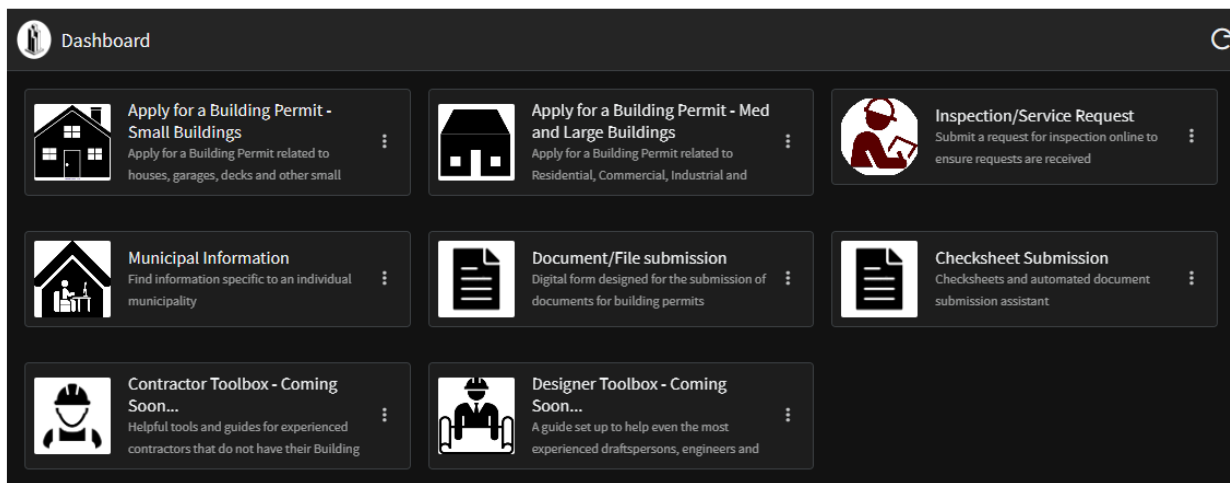 Dashboard
Apply for a Building Permit -
Small Buildings
Apply for a Building Permit related to
houses, garages, decks and other small
Apply for a Building Permit - Med
and Large Buildings
Apply for a Building Permit related to
Residential, Commercial, Industrial and
Inspection/Service Request
Submit a request for inspection online to
ensure requests are received
Municipal Information
Find information specific to an individual
municipality
Document/File submission
Digital form designed for the submission of
documents for building permits
Checksheet Submission
Checksheets and automated document
submission assistant
Contractor Toolbox - Coming
Soon...
Helpful tools and guides for experienced
contractors that do not have their Building
Designer Toolbox - Coming
Soon...
A guide set up to help even the most
experienced draftspersons, engineers and